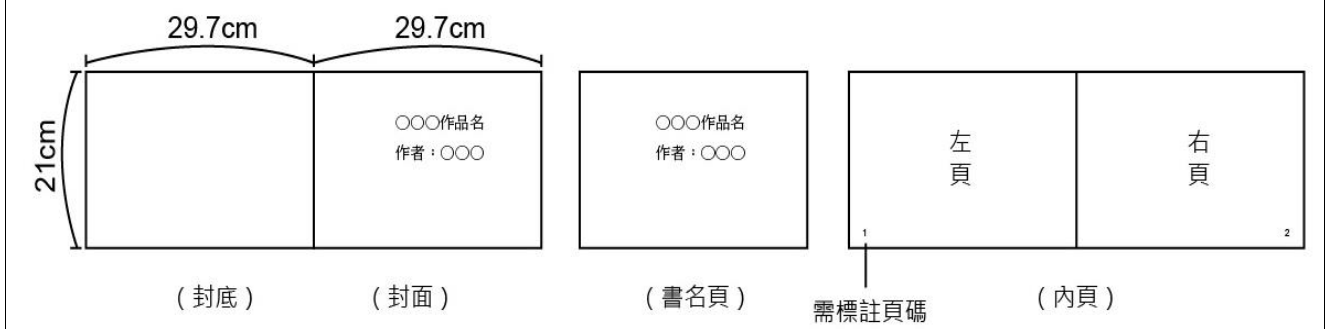 29.7cm
29.7cm
21cm
○○○作品名
作者：○○○
○○○作品名
作者：○○○
左頁
右頁
1
2
（封底）
（封面）
（書名頁）
需標註頁碼
（內頁）